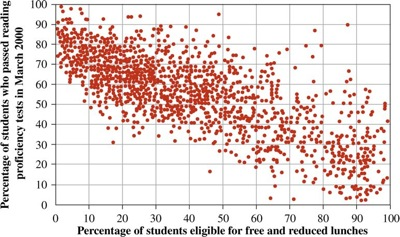 Percentage of students who passed reading
proficiency tests in March 2000
100
90
80
70
60
50
40
30
20
10
0
0 10 20 30 40 50 60 70 80 90 100
Percentage of students eligible for free and reduced lunches